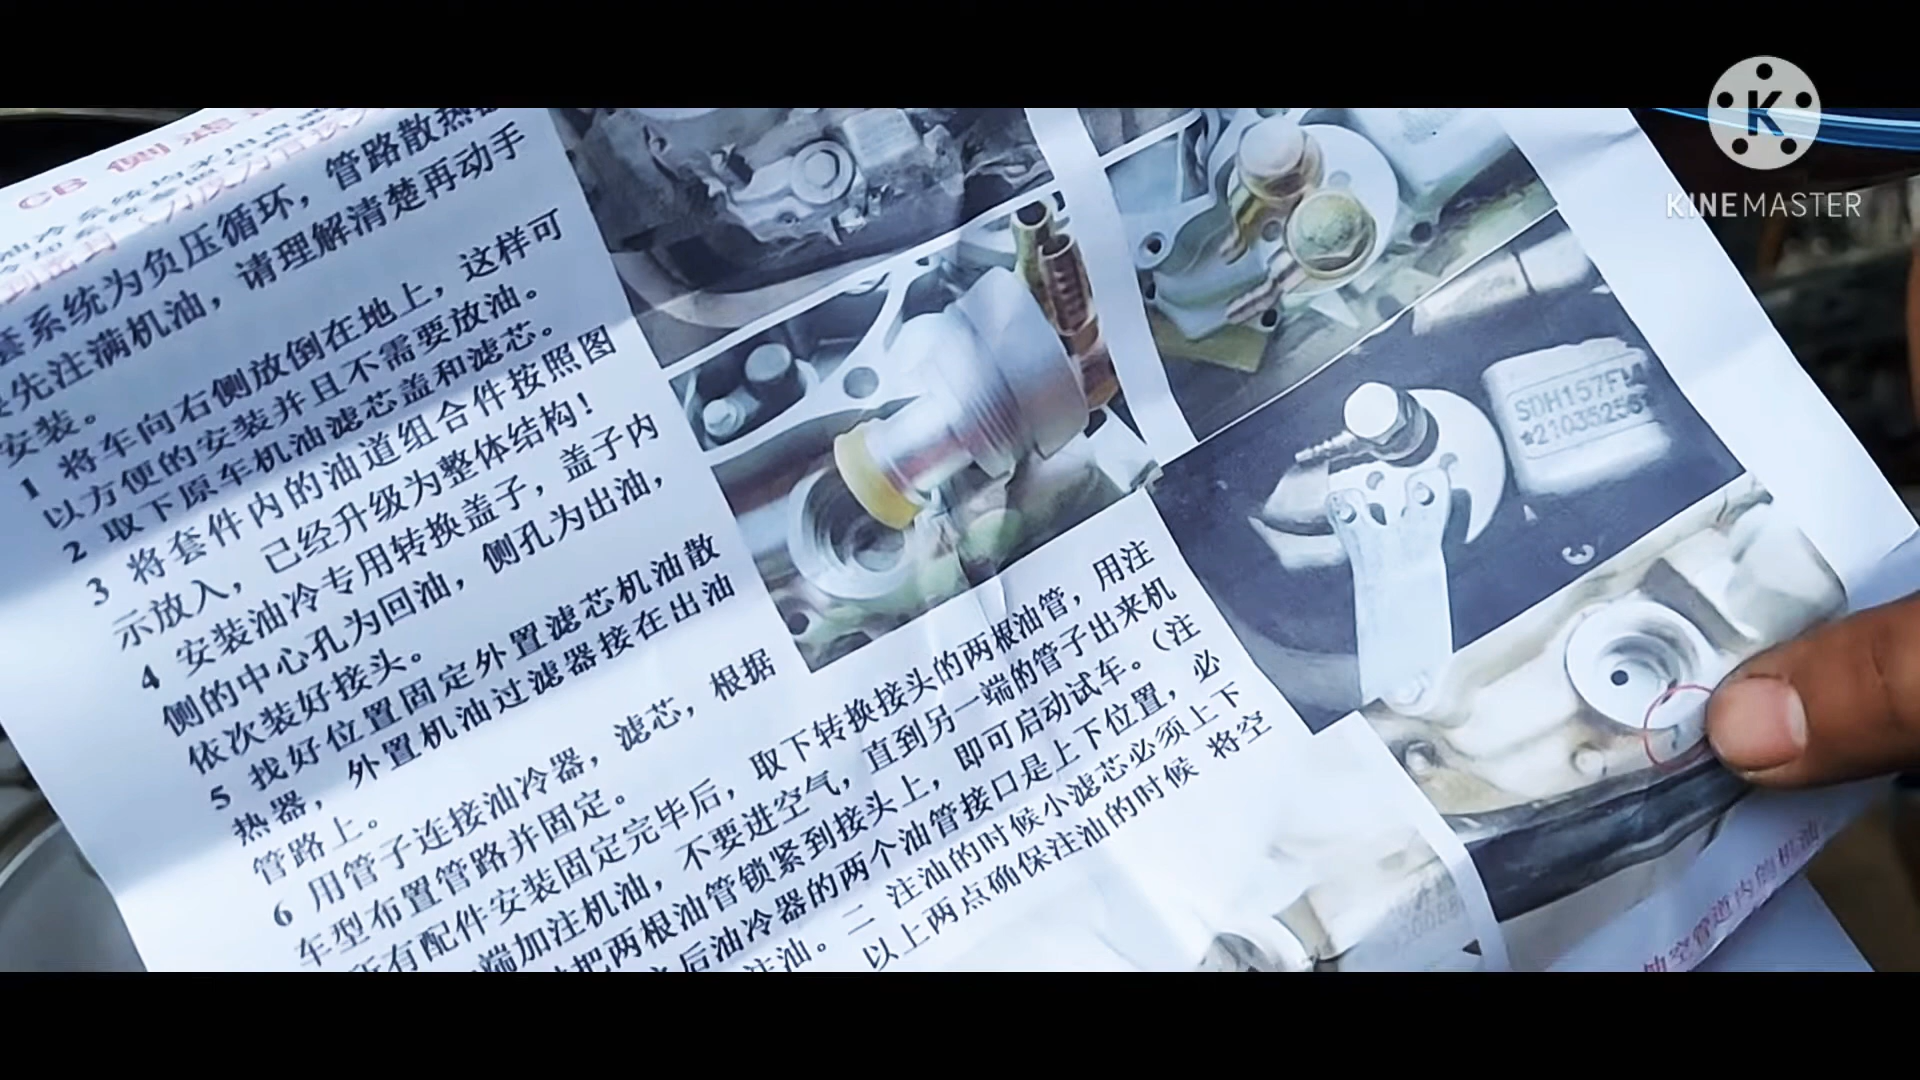 CB 侧滤
套系统为负压循环，管路散热器
先注满机油，请理解清楚再动手
安装。
1 将车向右侧放倒在地上，这样可
以方便的安装并且不需要放油。
2 取下原车机油滤芯盖和滤芯。
3 将套件内的油道组合件按照图
示放入，已经升级为整体结构！
4 安装油冷专用转换盖子，盖子内
侧的中心孔为回油，侧孔为出油，
依次装好接头。
5 找好位置固定外置滤芯机油散
热器，外置机油过滤器接在出油
管路上。
6 用管子连接油冷器，滤芯，根据
车型布置管路并固定。
所有配件安装固定完毕后，取下转换接头的两根油管，用注
端加注机油，不要进空气，直到另一端的管子出来机
把两根油管锁紧到接头上，即可启动试车。（注
后油冷器的两个油管接口是上下位置，必
注油。二 注油的时候小滤芯必须上下
以上两点确保注油的时候 将空
SDH157FM
油空管道内的机油
KINEMASTER